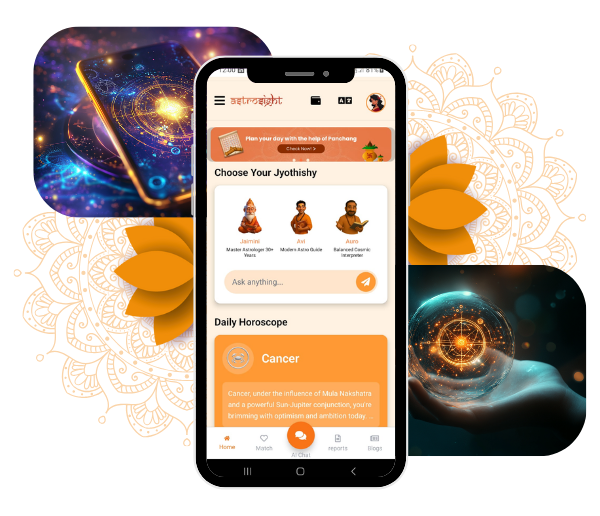 12:00
81%
astrosight
Plan your day with the help of Panchang
Check Now! >
Choose Your Jyothishy
Jaimini
Master Astrologer 30+
Years
Avi
Modern Astro Guide
Auro
Balanced Cosmic
Interpreter
Ask anything...
Daily Horoscope
Cancer
Cancer, under the influence of Mula Nakshatra
and a powerful Sun-Jupiter conjunction, you're
brimming with optimism and ambition today. ...
Home
Match
AI Chat
reports
Blogs